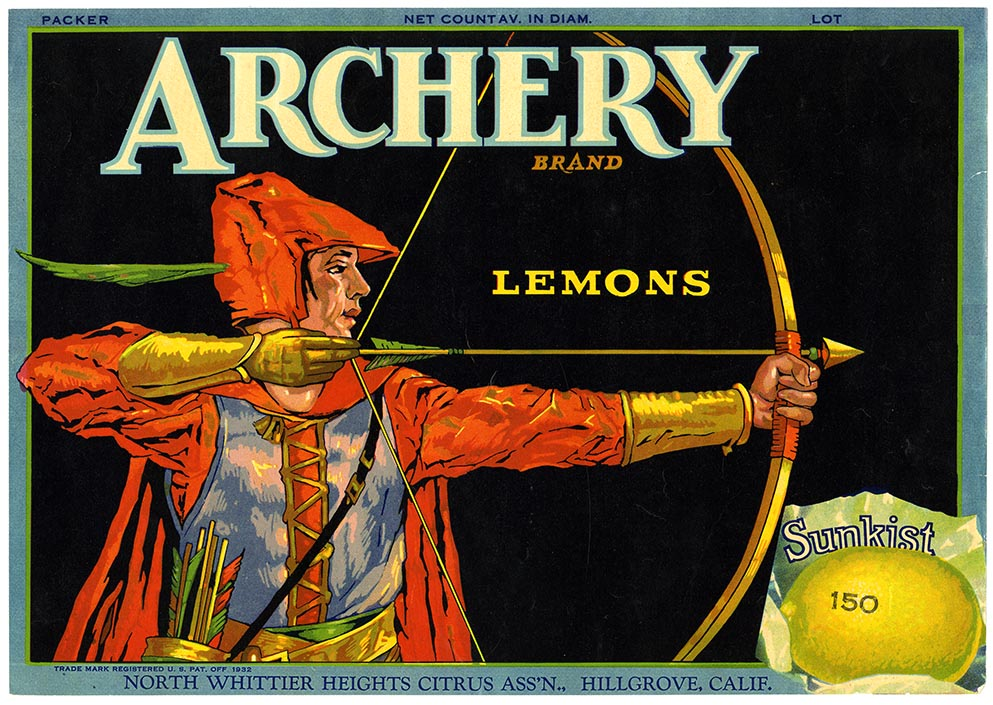 PACKER NET COUNT AV. IN DIAM. LOT
ARCHERY
BRAND
LEMONS
Sunkist
150
TRADE MARK REGISTERED U. S. PAT. OFF. 1932
NORTH WHITTIER HEIGHTS CITRUS ASS'N., HILLGROVE, CALIF.